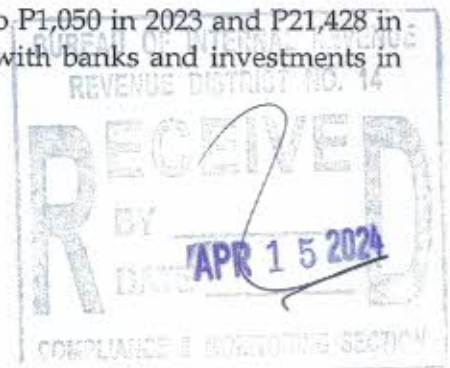 o P1,050 in 2023 and P21,428 in
BUREAU OF INTERNAL REVENUE
with banks and investments in
REVENUE DISTRICT NO. 14
RECEIVED
BY
DATE APR 15 2024
COMPLIANCE & MONITORING SECTION